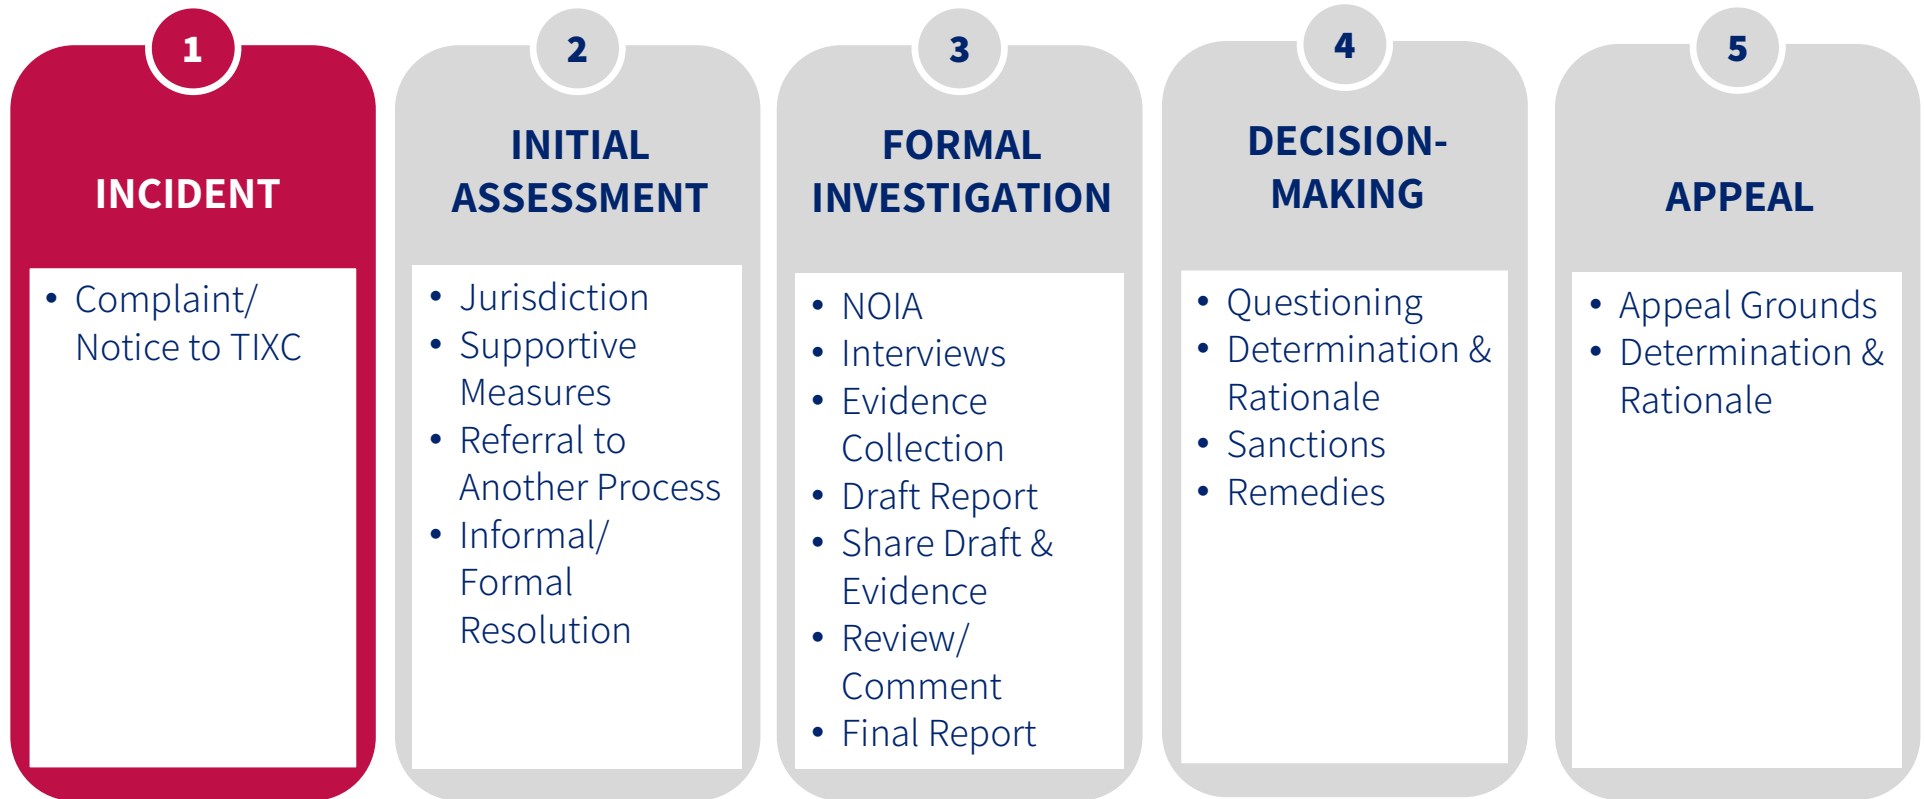 1
INCIDENT
• Complaint/
Notice to TIXC
2
INITIAL
ASSESSMENT
• Jurisdiction
• Supportive
Measures
• Referral to
Another Process
• Informal/
Formal
Resolution
3
FORMAL
INVESTIGATION
• NOIA
• Interviews
• Evidence
Collection
• Draft Report
• Share Draft &
Evidence
• Review/
Comment
• Final Report
4
DECISION-
MAKING
• Questioning
• Determination &
Rationale
• Sanctions
• Remedies
5
APPEAL
• Appeal Grounds
• Determination &
Rationale